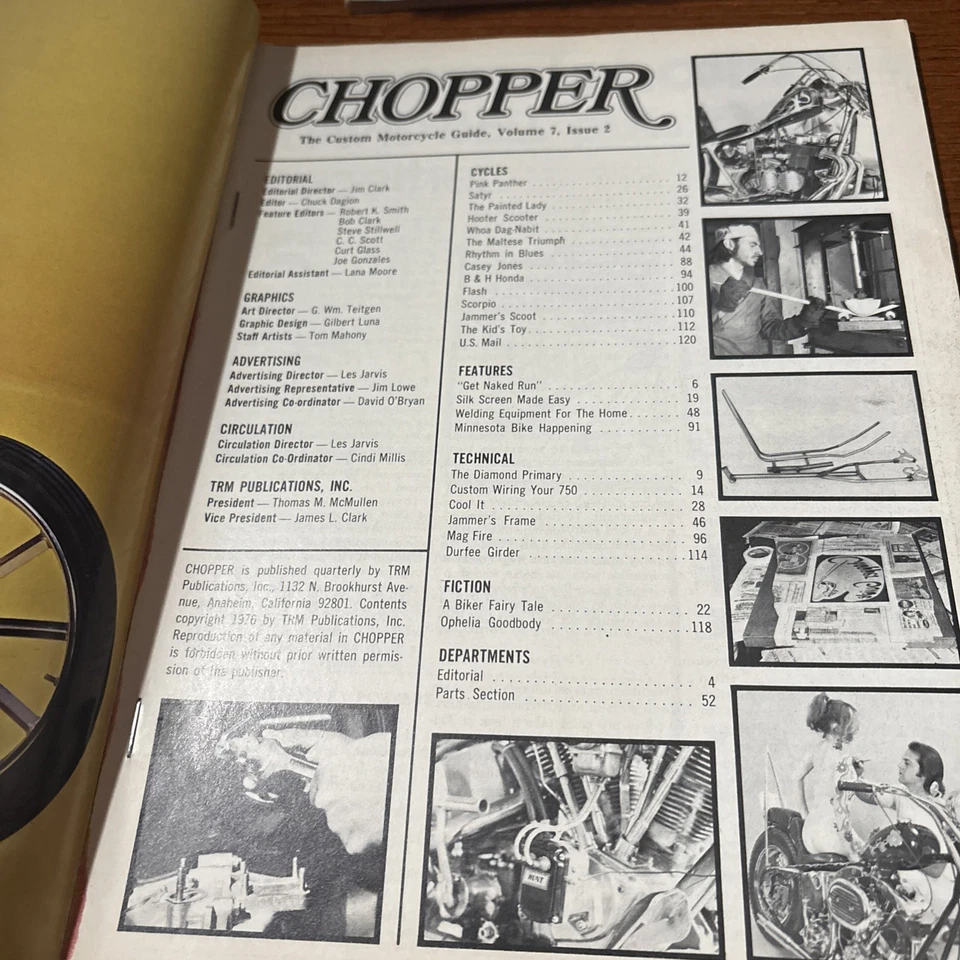 CHOPPER
The Custom Motorcycle Guide, Volume 7, Issue 2
EDITORIAL
Editorial Director — Jim Clark
Editor — Chuck Dagion
Feature Editors — Robert K. Smith
Bob Clark
Steve Stillwell
C. C. Scott
Curt Glass
Joe Gonzales
Editorial Assistant — Lana Moore
GRAPHICS
Art Director — G. Wm. Teitgen
Graphic Design — Gilbert Luna
Staff Artists — Tom Mahony
ADVERTISING
Advertising Director — Les Jarvis
Advertising Representative — Jim Lowe
Advertising Co-ordinator — David O'Bryan
CIRCULATION
Circulation Director — Les Jarvis
Circulation Co-Ordinator — Cindi Millis
TRM PUBLICATIONS, INC.
President — Thomas M. McMullen
Vice President — James L. Clark
CHOPPER is published quarterly by TRM
Publications, Inc., 1132 N. Brookhurst Ave-
nue, Anaheim, California 92801. Contents
copyright 1976 by TRM Publications, Inc.
Reproduction of any material in CHOPPER
is forbidden without prior written permis-
sion of the publisher.
CYCLES
Pink Panther . . . . . . . . . . . . . . . . . . . . 12
Satyr . . . . . . . . . . . . . . . . . . . . 26
The Painted Lady . . . . . . . . . . . . . . . . . . . . 32
Hooter Scooter . . . . . . . . . . . . . . . . . . . . 39
Whoa Dag-Nabit . . . . . . . . . . . . . . . . . . . . 41
The Maltese Triumph . . . . . . . . . . . . . . . . . . . . 42
Rhythm in Blues . . . . . . . . . . . . . . . . . . . . 44
Casey Jones . . . . . . . . . . . . . . . . . . . . 88
B & H Honda . . . . . . . . . . . . . . . . . . . . 94
Flash . . . . . . . . . . . . . . . . . . . . 100
Scorpio . . . . . . . . . . . . . . . . . . . . 107
Jammer's Scoot . . . . . . . . . . . . . . . . . . . . 110
The Kid's Toy . . . . . . . . . . . . . . . . . . . . 112
U.S. Mail . . . . . . . . . . . . . . . . . . . . 120
FEATURES
"Get Naked Run" . . . . . . . . . . . . . . . . . . . . 6
Silk Screen Made Easy . . . . . . . . . . . . . . . . 19
Welding Equipment For The Home . . . . . . . 48
Minnesota Bike Happening . . . . . . . . . . . . 91
TECHNICAL
The Diamond Primary . . . . . . . . . . . . . . . . . 9
Custom Wiring Your 750 . . . . . . . . . . . . . . 14
Cool It . . . . . . . . . . . . . . . . . . . . 28
Jammer's Frame . . . . . . . . . . . . . . . . . . . . 46
Mag Fire . . . . . . . . . . . . . . . . . . . . 96
Durfee Girder . . . . . . . . . . . . . . . . . . . . 114
FICTION
A Biker Fairy Tale . . . . . . . . . . . . . . . . . . . . 22
Ophelia Goodbody . . . . . . . . . . . . . . . . . . . . 118
DEPARTMENTS
Editorial . . . . . . . . . . . . . . . . . . . . 4
Parts Section . . . . . . . . . . . . . . . . . . . . 52
HUNT